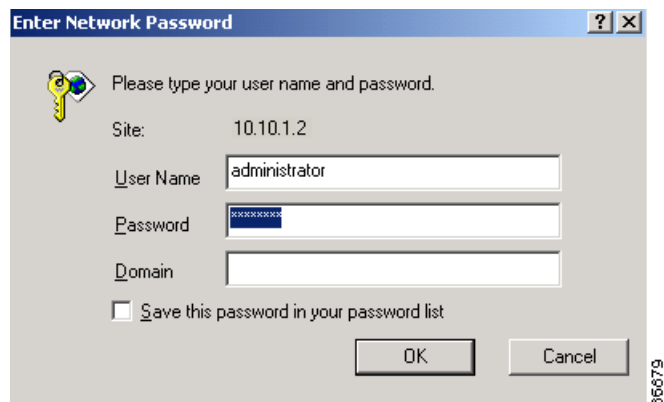 Enter Network Password ? X
Please type your user name and password.
Site: 10.10.1.2
User Name administrator
Password ********
Domain
Save this password in your password list
OK Cancel